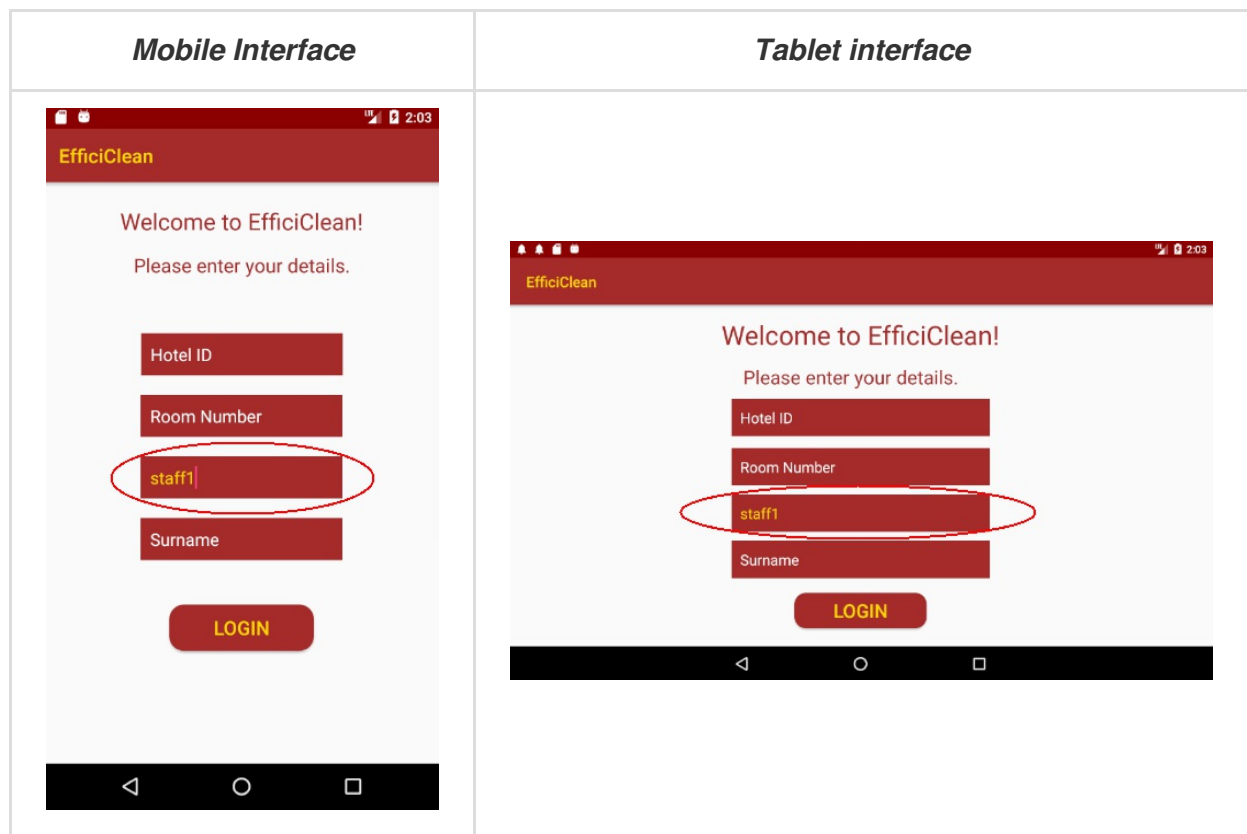 Mobile Interface
Tablet interface
LTE 2:03
EfficiClean
Welcome to EfficiClean!
Please enter your details.
Hotel ID
Room Number
staff1
Surname
LOGIN
LTE 2:03
EfficiClean
Welcome to EfficiClean!
Please enter your details.
Hotel ID
Room Number
staff1
Surname
LOGIN